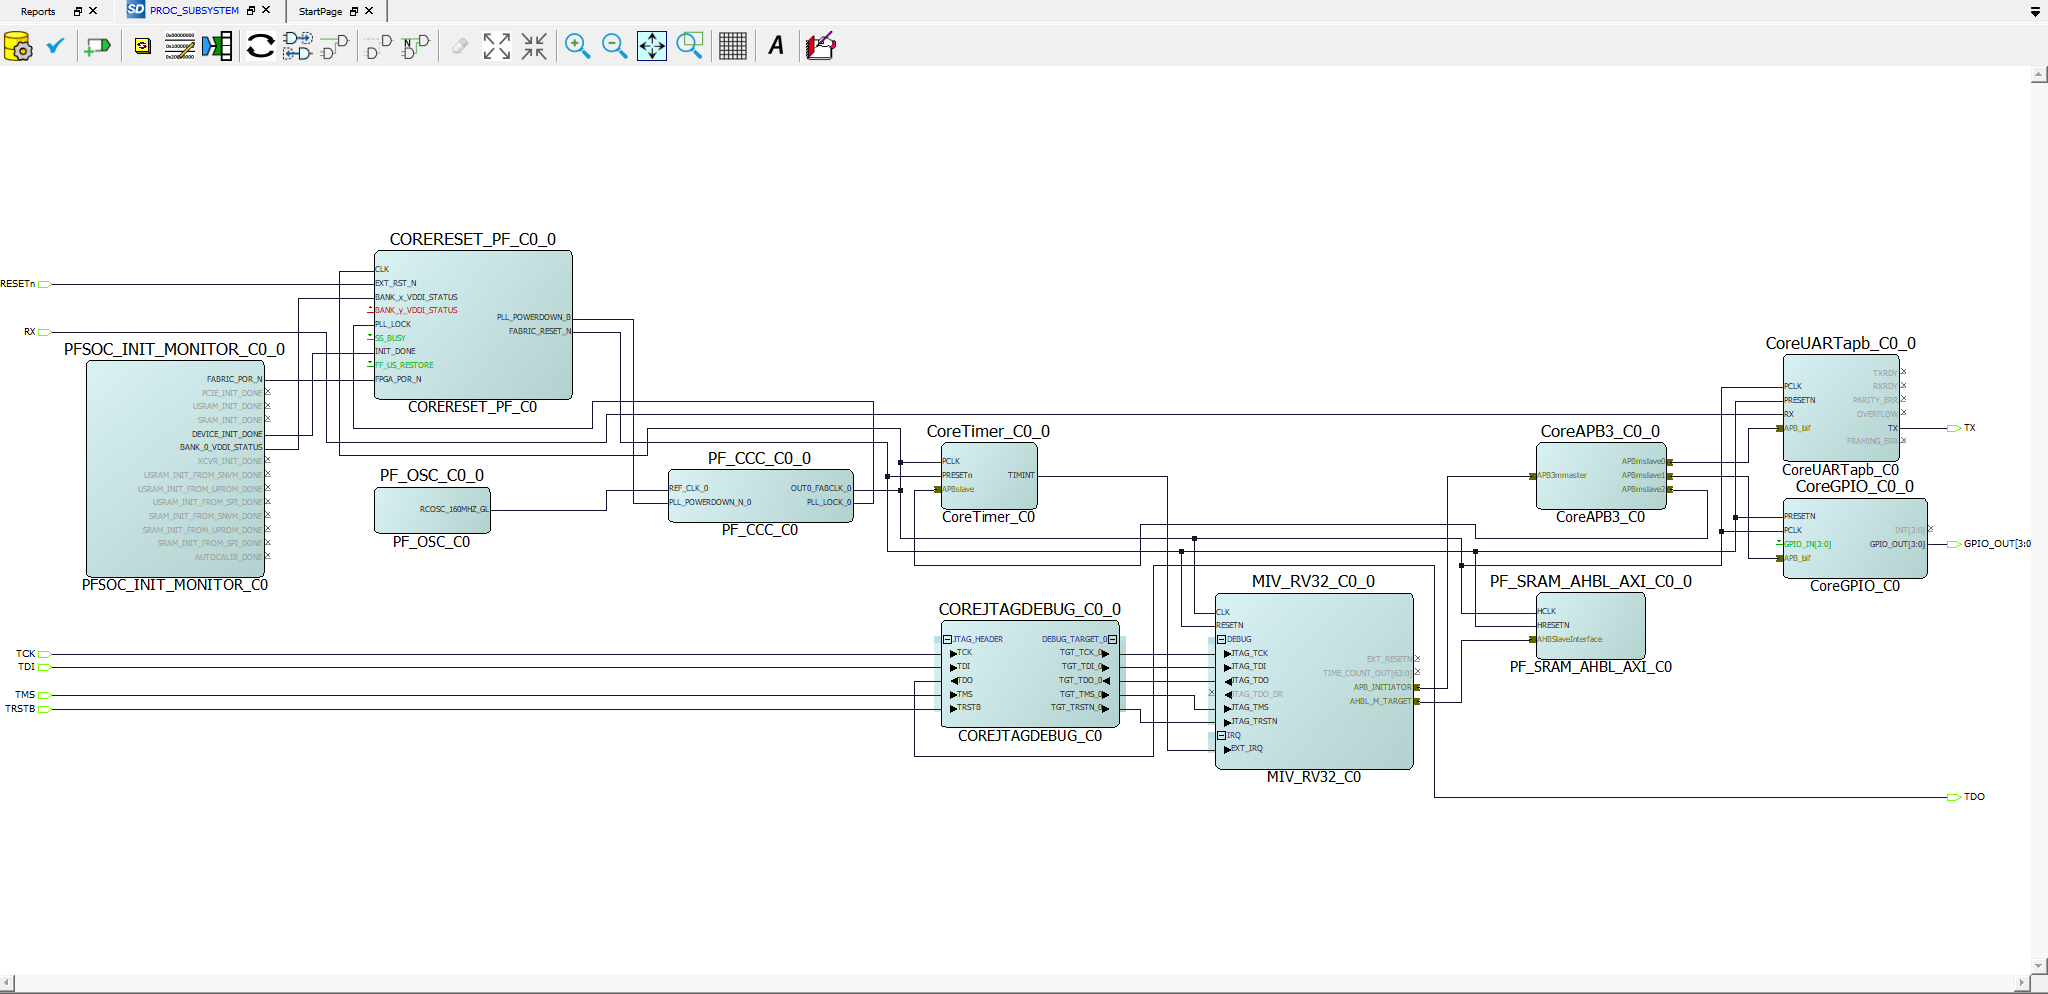 Reports
PROC_SUBSYSTEM
StartPage
CORERESET_PF_C0_0
CLK
EXT_RST_N
BANK_x_VDDI_STATUS
BANK_y_VDDI_STATUS
PLL_LOCK
SS_BUSY
INIT_DONE
FF_US_RESTORE
FPGA_POR_N
PLL_POWERDOWN_B
FABRIC_RESET_N
CORERESET_PF_C0
RESETn
RX
PFSOC_INIT_MONITOR_C0_0
FABRIC_POR_N
PCIE_INIT_DONE
USRAM_INIT_DONE
SRAM_INIT_DONE
DEVICE_INIT_DONE
BANK_0_VDDI_STATUS
XCVR_INIT_DONE
USRAM_INIT_FROM_SNVM_DONE
USRAM_INIT_FROM_UPROM_DONE
USRAM_INIT_FROM_SPI_DONE
SRAM_INIT_FROM_SNVM_DONE
SRAM_INIT_FROM_UPROM_DONE
SRAM_INIT_FROM_SPI_DONE
AUTOCALIB_DONE
PFSOC_INIT_MONITOR_C0
PF_OSC_C0_0
RCOSC_160MHZ_GL
PF_OSC_C0
PF_CCC_C0_0
REF_CLK_0
PLL_POWERDOWN_N_0
OUT0_FABCLK_0
PLL_LOCK_0
PF_CCC_C0
CoreTimer_C0_0
PCLK
PRESETn
APBslave
TIMINT
CoreTimer_C0
CoreAPB3_C0_0
APB3mmaster
APBmslave0
APBmslave1
APBmslave2
CoreAPB3_C0
CoreUARTapb_C0_0
PCLK
PRESETN
RX
APB_bif
TXRDY
RXRDY
PARITY_ERR
OVERFLOW
TX
FRAMING_ERR
CoreUARTapb_C0
TX
CoreGPIO_C0_0
PRESETN
PCLK
GPIO_IN[3:0]
APB_bif
INT[3:0]
GPIO_OUT[3:0]
CoreGPIO_C0
GPIO_OUT[3:0
COREJTAGDEBUG_C0_0
JTAG_HEADER
TCK
TDI
TDO
TMS
TRSTB
DEBUG_TARGET_0
TGT_TCK_0
TGT_TDI_0
TGT_TDO_0
TGT_TMS_0
TGT_TRSTN_0
COREJTAGDEBUG_C0
MIV_RV32_C0_0
CLK
RESETN
DEBUG
JTAG_TCK
JTAG_TDI
JTAG_TDO
JTAG_TDO_DR
JTAG_TMS
JTAG_TRSTN
IRQ
EXT_IRQ
EXT_RESETN
TIME_COUNT_OUT[63:0]
APB_INITIATOR
AHBL_M_TARGET
MIV_RV32_C0
PF_SRAM_AHBL_AXI_C0_0
HCLK
HRESETN
AHBSlaveInterface
PF_SRAM_AHBL_AXI_C0
TCK
TDI
TMS
TRSTB
TDO